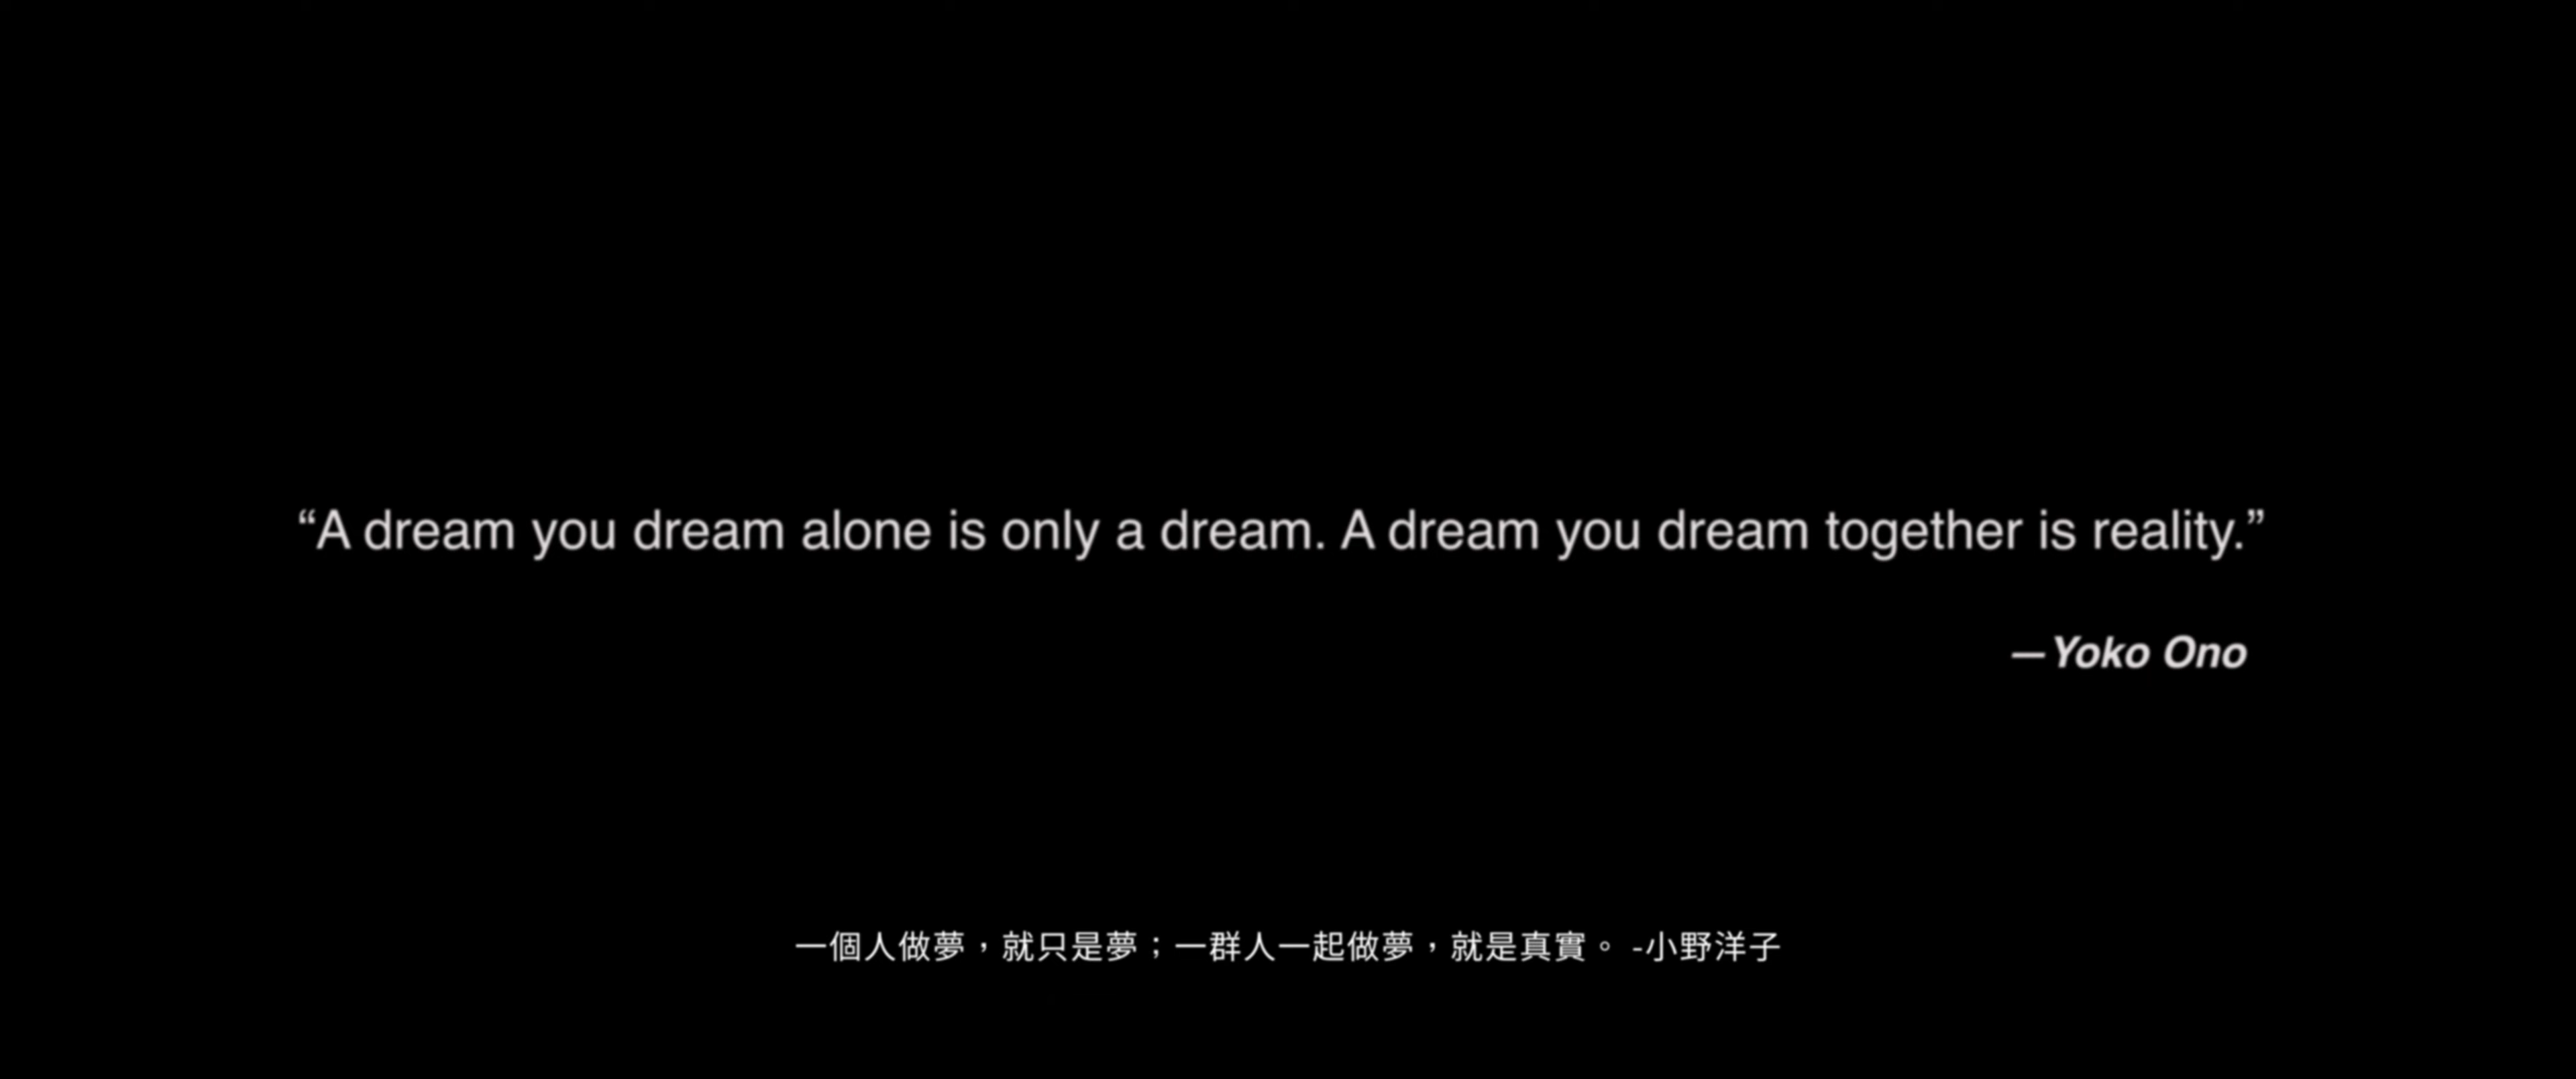 “A dream you dream alone is only a dream. A dream you dream together is reality.”
—Yoko Ono
一個人做夢，就只是夢；一群人一起做夢，就是真實。 -小野洋子